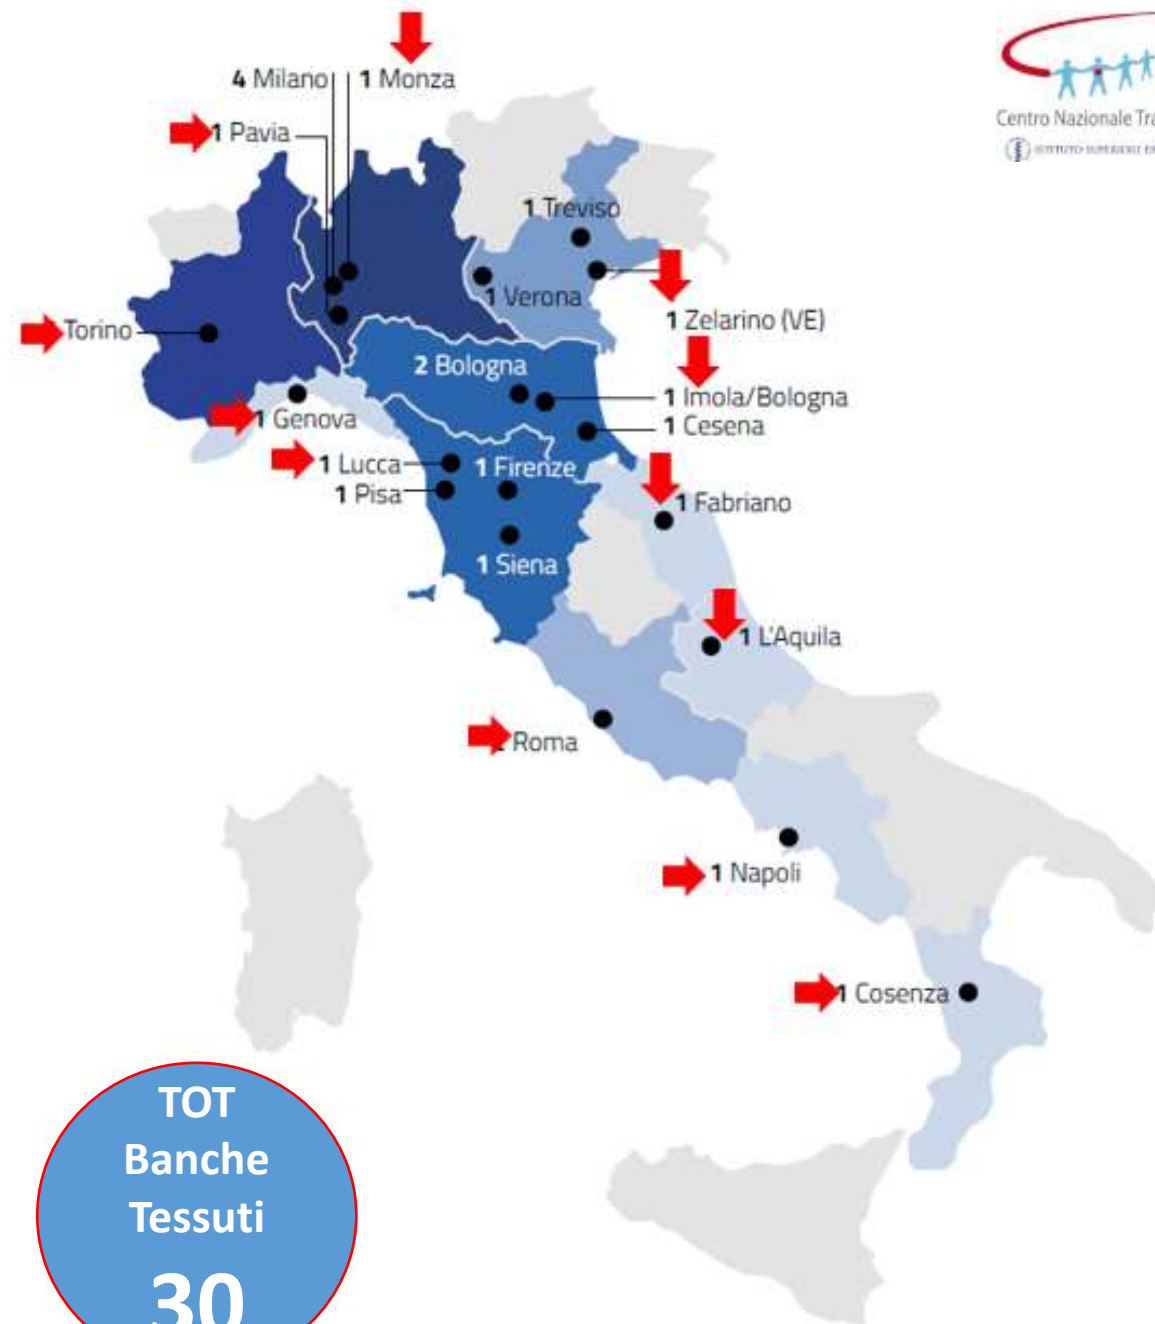 4 Milano
1 Monza
1 Pavia
1 Treviso
1 Verona
1 Zelarino (VE)
Torino
2 Bologna
1 Imola/Bologna
1 Cesena
1 Genova
1 Lucca
1 Firenze
1 Pisa
1 Fabriano
1 Siena
1 L'Aquila
Roma
1 Napoli
1 Cosenza
Centro Nazionale
TOT
Banche
Tessuti
30